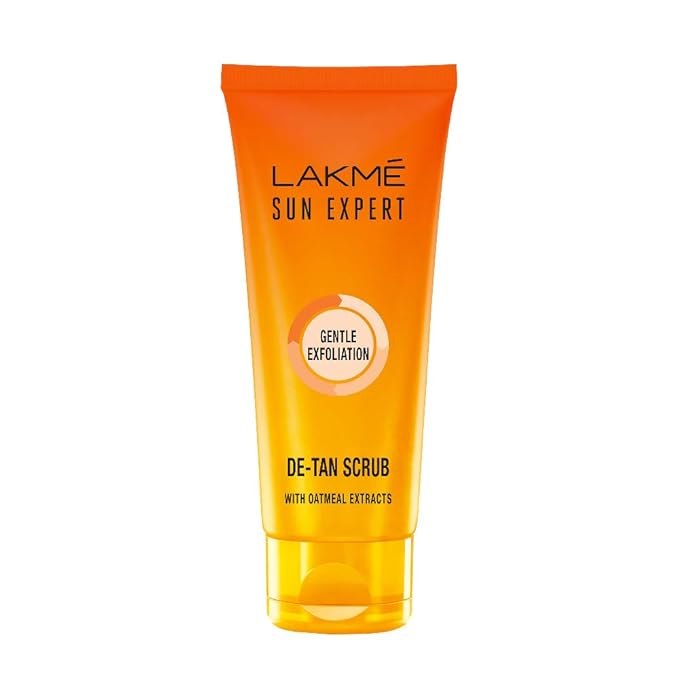 LAKMÉ
SUN EXPERT
GENTLE
EXFOLIATION
DE-TAN SCRUB
WITH OATMEAL EXTRACTS